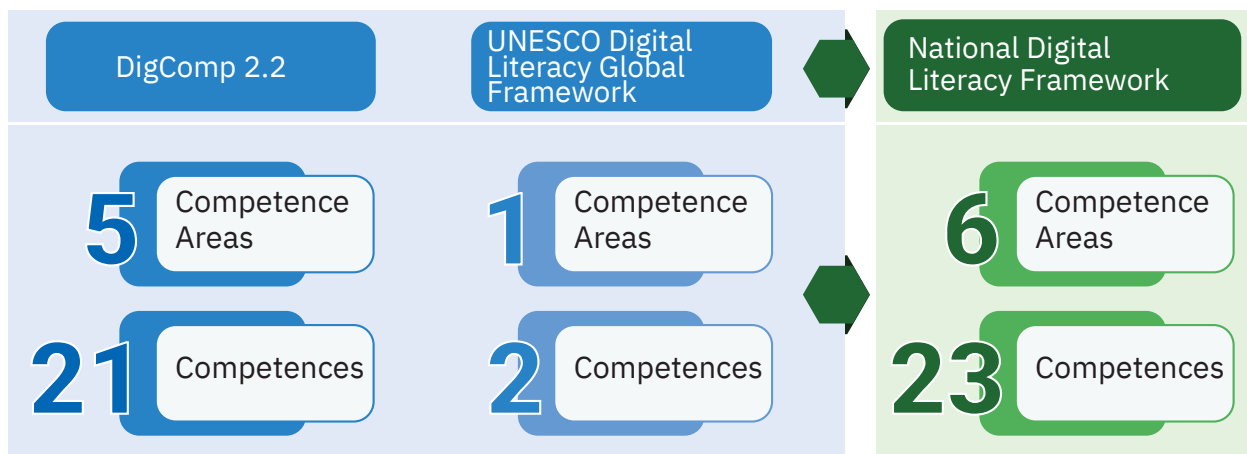 DigComp 2.2
UNESCO Digital
Literacy Global
Framework
National Digital
Literacy Framework
5
Competence
Areas
1
Competence
Areas
6
Competence
Areas
21
Competences
2
Competences
23
Competences